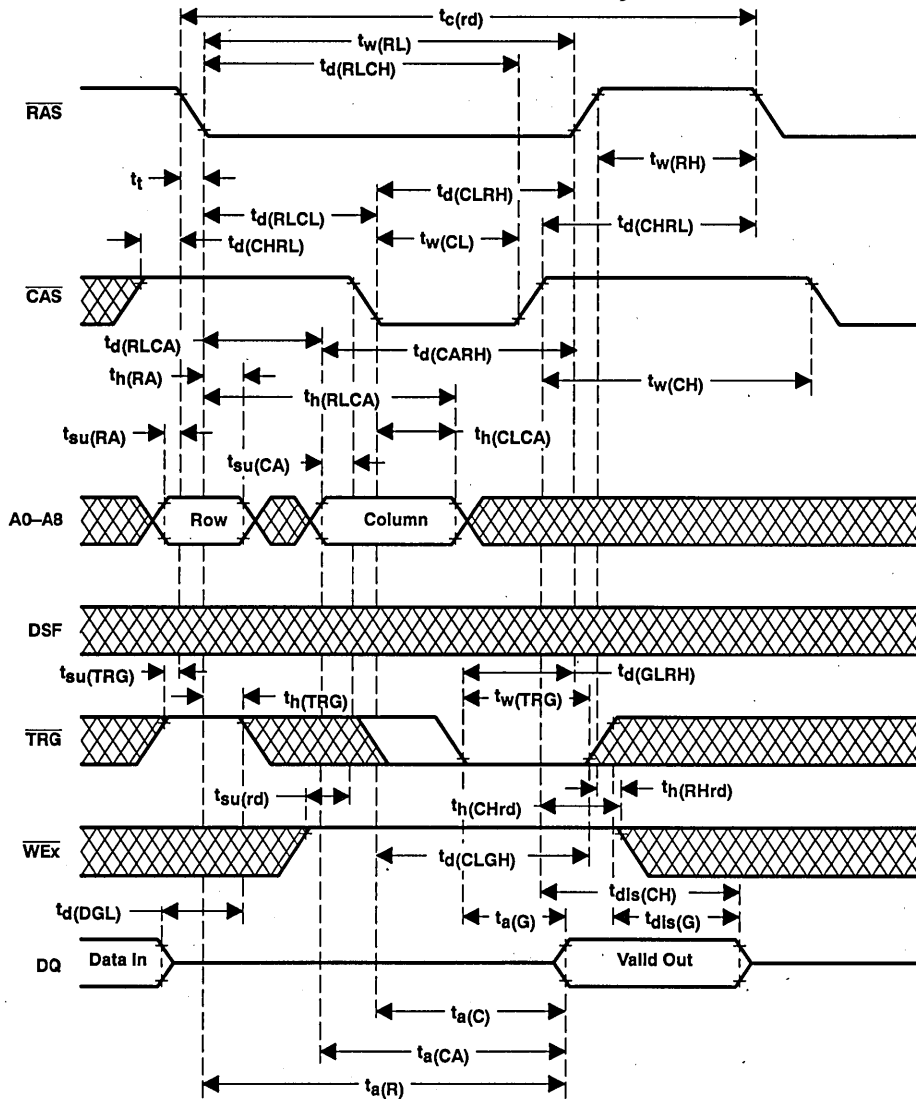 tc(rd)
tw(RL)
td(RLCH)
RAS
tw(RH)
tt
td(CLRH)
td(RLCL)
td(CHRL)
td(CHRL)
tw(CL)
CAS
td(RLCA)
td(CARH)
th(RA)
tw(CH)
th(RLCA)
tsu(RA)
th(CLCA)
tsu(CA)
A0–A8
Row
Column
DSF
tsu(TRG)
td(GLRH)
th(TRG)
tw(TRG)
TRG
tsu(rd)
th(RHrd)
th(CHrd)
WEx
td(CLGH)
tdis(CH)
td(DGL)
ta(G)
tdis(G)
DQ
Data In
Valid Out
ta(C)
ta(CA)
ta(R)